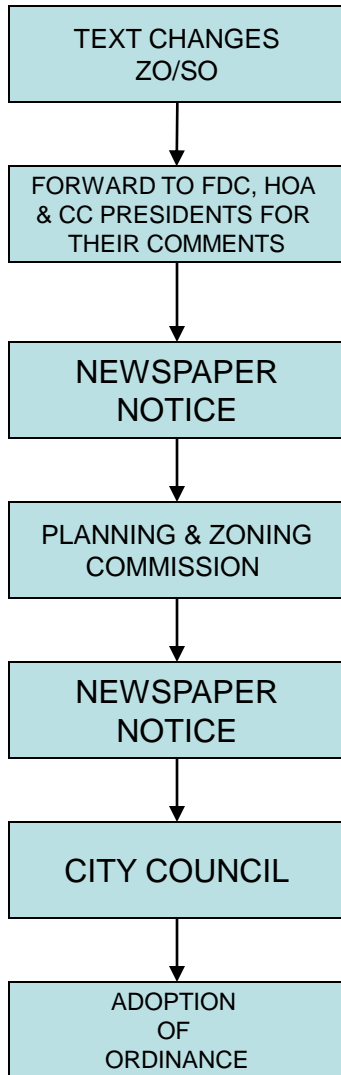 TEXT CHANGES
ZO/SO
FORWARD TO FDC, HOA
& CC PRESIDENTS FOR
THEIR COMMENTS
NEWSPAPER
NOTICE
PLANNING & ZONING
COMMISSION
NEWSPAPER
NOTICE
CITY COUNCIL
ADOPTION
OF
ORDINANCE